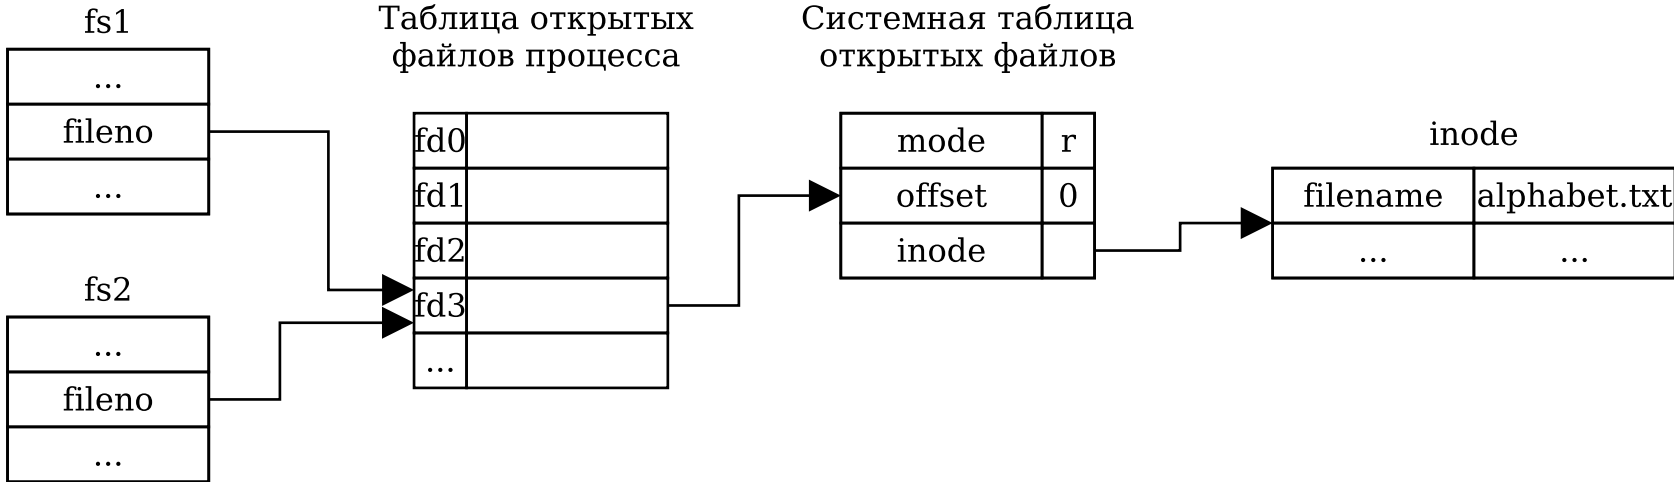 fs1
...
fileno
...
fs2
...
fileno
...
Таблица открытых
файлов процесса
fd0
fd1
fd2
fd3
...
Системная таблица
открытых файлов
mode r
offset 0
inode
inode
filename alphabet.txt
... ...